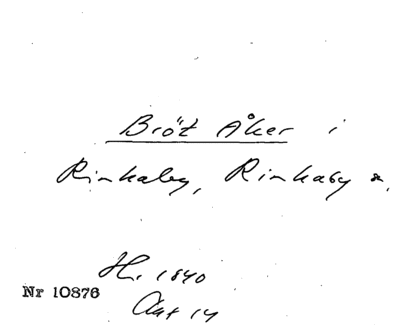 Bröt Åker i
Rinkaby, Rinkaby
H. 1840
Nr 10876
Akt 14